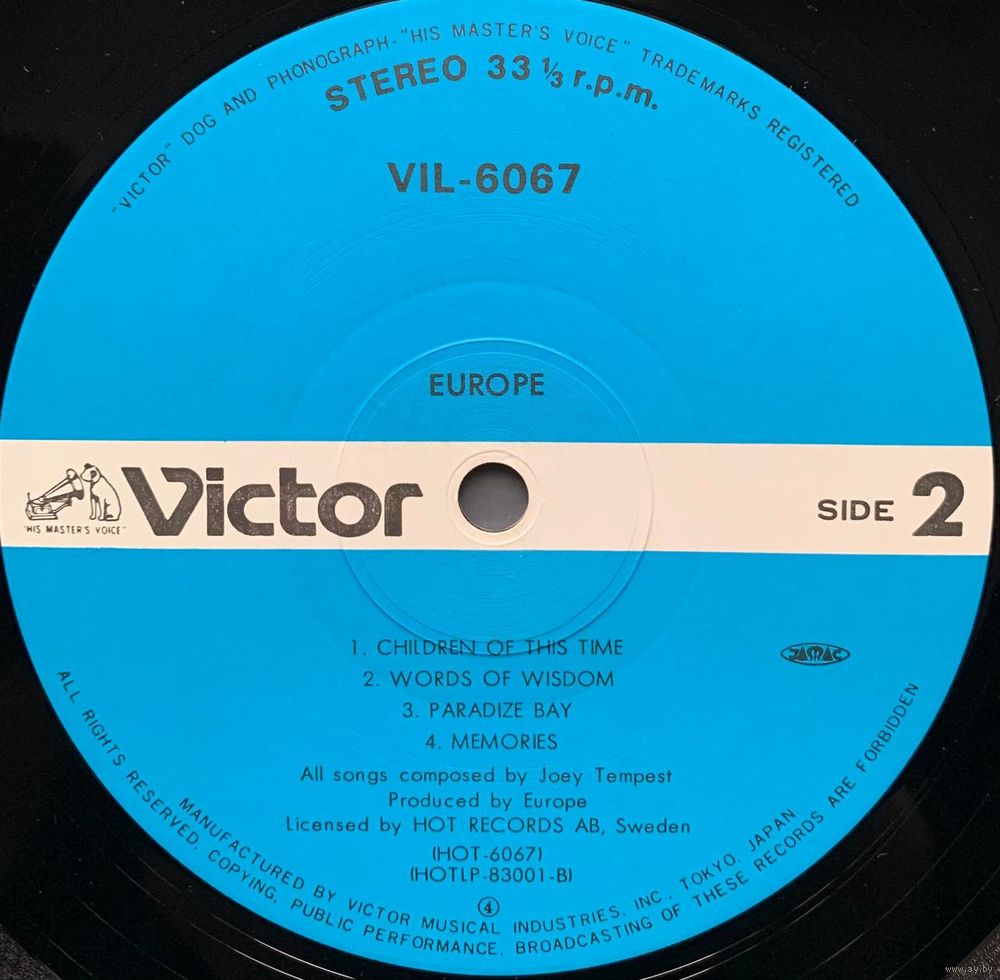 "VICTOR" DOG AND PHONOGRAPH-"HIS MASTER'S VOICE" TRADEMARKS REGISTERED
STEREO 33 1/3 r.p.m.
VIL-6067
EUROPE
"HIS MASTER'S VOICE"
Victor
SIDE 2
1. CHILDREN OF THIS TIME
2. WORDS OF WISDOM
3. PARADIZE BAY
4. MEMORIES
JASRAC
All songs composed by Joey Tempest
Produced by Europe
Licensed by HOT RECORDS AB, Sweden
(HOT-6067)
(HOTLP-83001-B)
④
MANUFACTURED BY VICTOR MUSICAL INDUSTRIES, INC., TOKYO, JAPAN
ALL RIGHTS RESERVED, COPYING, PUBLIC PERFORMANCE, BROADCASTING OF THESE RECORDS ARE FORBIDDEN
www.ay.by